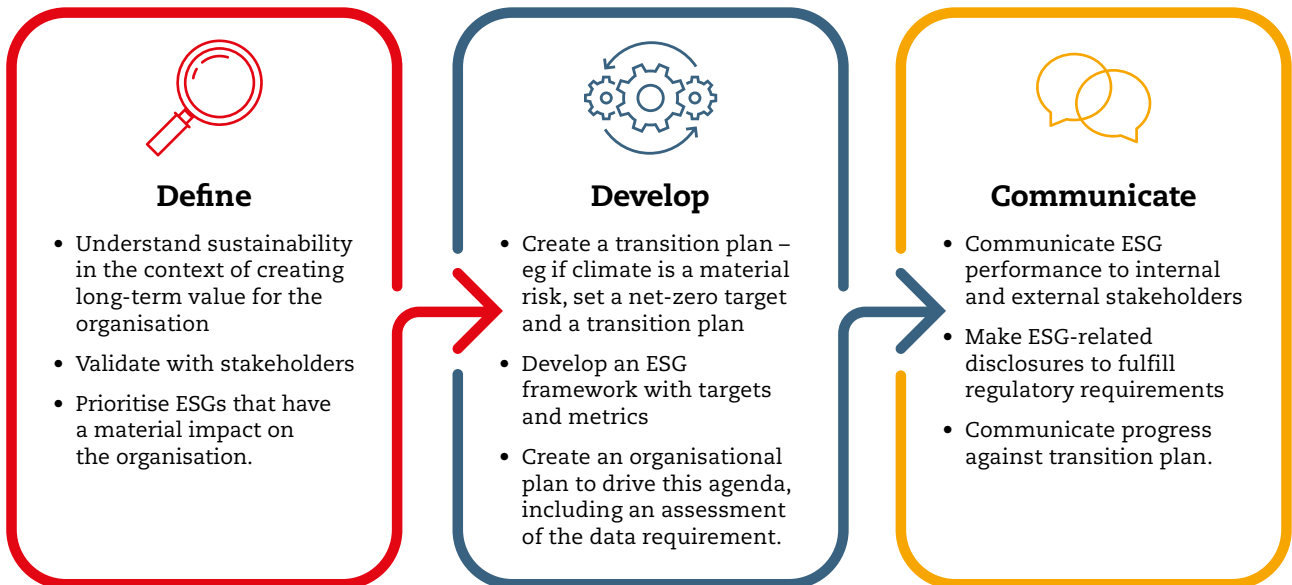 Define
• Understand sustainability
in the context of creating
long-term value for the
organisation
• Validate with stakeholders
• Prioritise ESGs that have
a material impact on
the organisation.
Develop
• Create a transition plan –
eg if climate is a material
risk, set a net-zero target
and a transition plan
• Develop an ESG
framework with targets
and metrics
• Create an organisational
plan to drive this agenda,
including an assessment
of the data requirement.
Communicate
• Communicate ESG
performance to internal
and external stakeholders
• Make ESG-related
disclosures to fulfill
regulatory requirements
• Communicate progress
against transition plan.